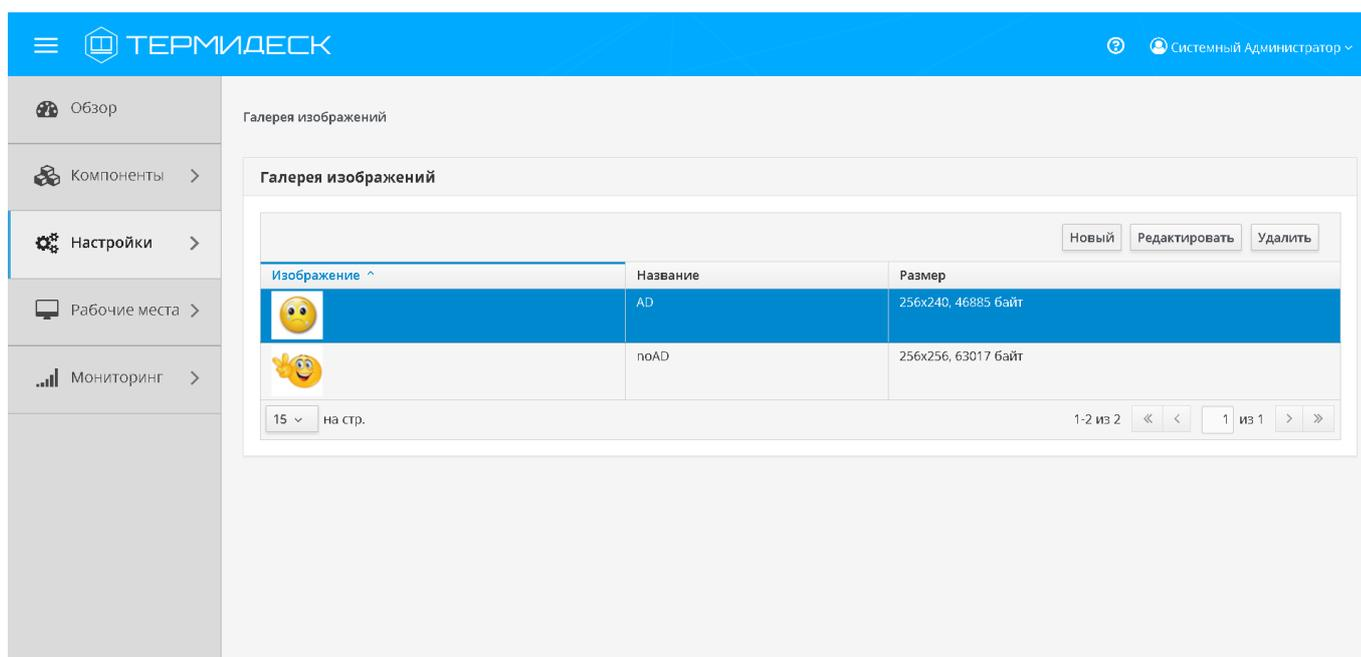 ТЕРМИДЕСК
Системный Администратор
Обзор
Компоненты
Настройки
Рабочие места
Мониторинг
Галерея изображений
Галерея изображений
Новый Редактировать Удалить
Изображение Название Размер
AD 256x240, 46885 байт
noAD 256x256, 63017 байт
15 на стр. 1-2 из 2 1 из 1